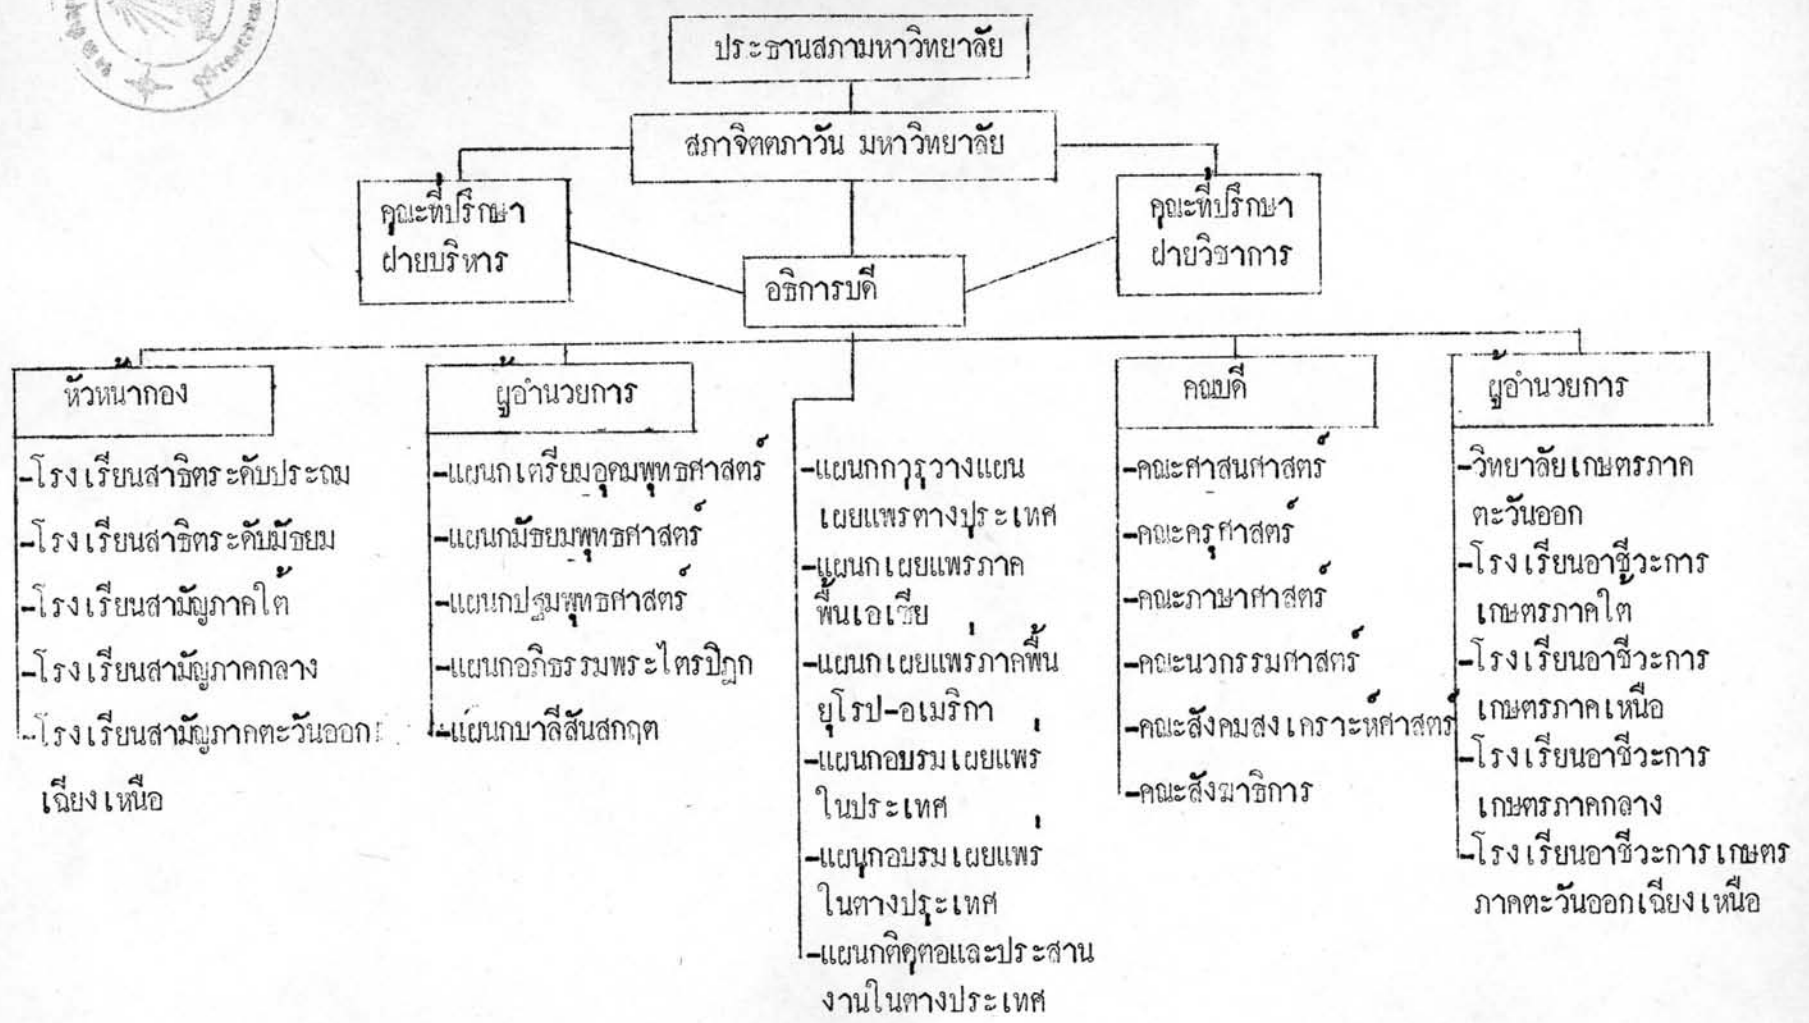 ประธานสภามหาวิทยาลัย
สภาจิตตภาวัน มหาวิทยาลัย
คณะที่ปรึกษา
ฝ่ายบริหาร
คณะที่ปรึกษา
ฝ่ายวิชาการ
อธิการบดี
หัวหน้ากอง
-โรงเรียนสาธิตระดับประถม
-โรงเรียนสาธิตระดับมัธยม
-โรงเรียนสามัญภาคใต้
-โรงเรียนสามัญภาคกลาง
-โรงเรียนสามัญภาคตะวันออก
เฉียงเหนือ
ผู้อำนวยการ
-แผนกเตรียมอุดมพุทธศาสตร์
-แผนกมัธยมพุทธศาสตร์
-แผนกปฐมพุทธศาสตร์
-แผนกอภิธรรมพระไตรปิฎก
-แผนกบาลีสันสกฤต
-แผนกการวางแผน
เผยแพร่ต่างประเทศ
-แผนกเผยแพร่ภาค
พื้นเอเซีย
-แผนกเผยแพร่ภาคพื้น
ยุโรป-อเมริกา
-แผนกอบรมเผยแพร่
ในประเทศ
-แผนกอบรมเผยแพร่
ในต่างประเทศ
-แผนกติดต่อและประสาน
งานในต่างประเทศ
คณบดี
-คณะศาสนศาสตร์
-คณะครุศาสตร์
-คณะภาษาศาสตร์
-คณะนวกรรมศาสตร์
-คณะสังคมสงเคราะห์ศาสตร์
-คณะสังฆาธิการ
ผู้อำนวยการ
-วิทยาลัยเกษตรภาค
ตะวันออก
-โรงเรียนอาชีวะการ
เกษตรภาคใต้
-โรงเรียนอาชีวะการ
เกษตรภาคเหนือ
-โรงเรียนอาชีวะการ
เกษตรภาคกลาง
-โรงเรียนอาชีวะการเกษตร
ภาคตะวันออกเฉียงเหนือ